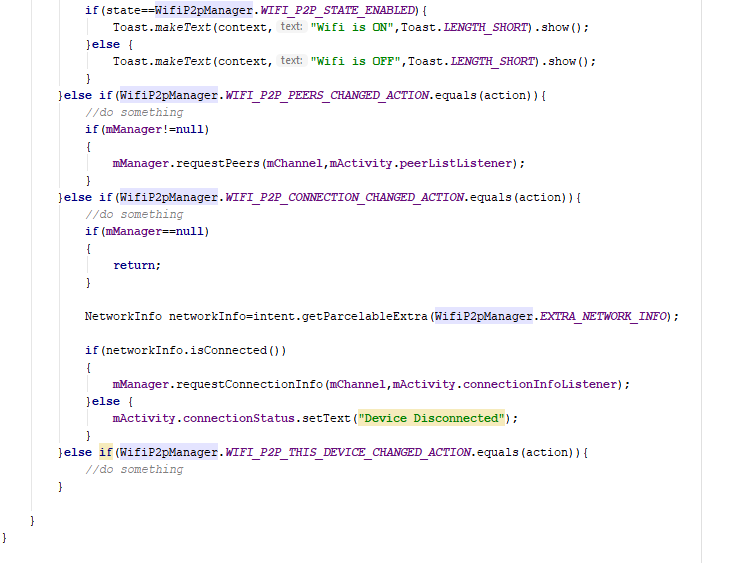 if(state==WifiP2pManager.WIFI_P2P_STATE_ENABLED){
Toast.makeText(context, text: "Wifi is ON",Toast.LENGTH_SHORT).show();
}else {
Toast.makeText(context, text: "Wifi is OFF",Toast.LENGTH_SHORT).show();
}
}else if(WifiP2pManager.WIFI_P2P_PEERS_CHANGED_ACTION.equals(action)){
//do something
if(mManager!=null)
{
mManager.requestPeers(mChannel,mActivity.peerListListener);
}
}else if(WifiP2pManager.WIFI_P2P_CONNECTION_CHANGED_ACTION.equals(action)){
//do something
if(mManager==null)
{
return;
}
NetworkInfo networkInfo=intent.getParcelableExtra(WifiP2pManager.EXTRA_NETWORK_INFO);
if(networkInfo.isConnected())
{
mManager.requestConnectionInfo(mChannel,mActivity.connectionInfoListener);
}else {
mActivity.connectionStatus.setText("Device Disconnected");
}
}else if(WifiP2pManager.WIFI_P2P_THIS_DEVICE_CHANGED_ACTION.equals(action)){
//do something
}
}
}